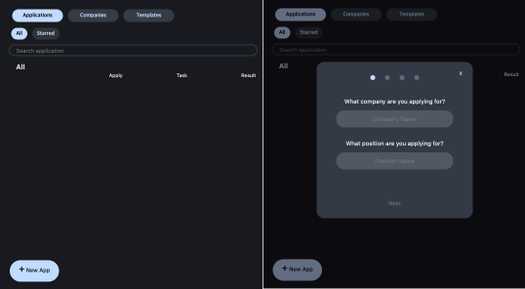 Applications Companies Templates
All Starred
Search application
All
Apply Task Result
+ New App
Applications Companies Templates
All Starred
Search application
All
Result
x
What company are you applying for?
Company Name
What position are you applying for?
Position Name
Next
+ New App